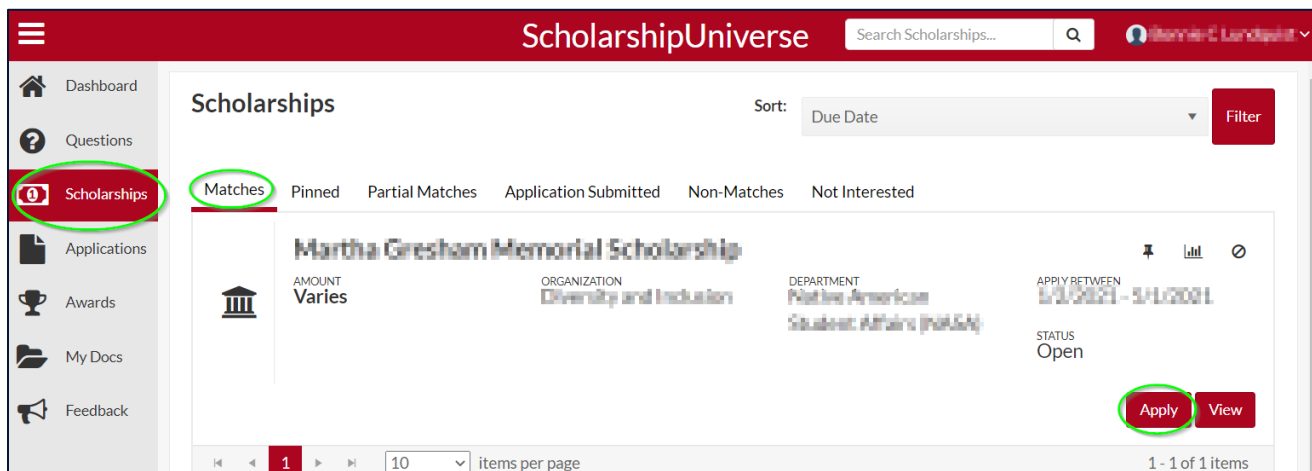 ScholarshipUniverse
Search Scholarships...
Dashboard
Questions
Scholarships
Applications
Awards
My Docs
Feedback
Scholarships
Sort:
Due Date
Filter
Matches
Pinned
Partial Matches
Application Submitted
Non-Matches
Not Interested
AMOUNT
Varies
ORGANIZATION
DEPARTMENT
APPLY BETWEEN
STATUS
Open
Apply
View
1
10
items per page
1 - 1 of 1 items